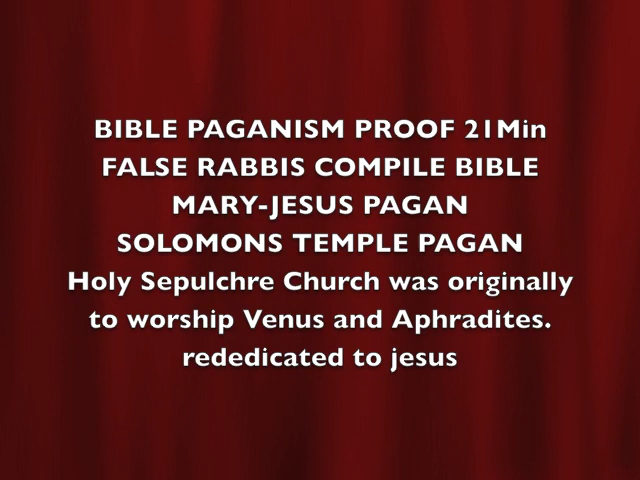 BIBLE PAGANISM PROOF 21Min
FALSE RABBIS COMPILE BIBLE
MARY-JESUS PAGAN
SOLOMONS TEMPLE PAGAN
Holy Sepulchre Church was originally
to worship Venus and Aphradites.
rededicated to jesus